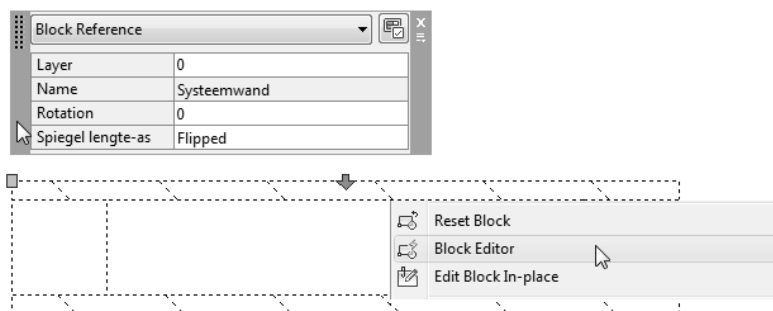 Block Reference
Layer 0
Name Systeemwand
Rotation 0
Spiegel lengte-as Flipped
Reset Block
Block Editor
Edit Block In-place